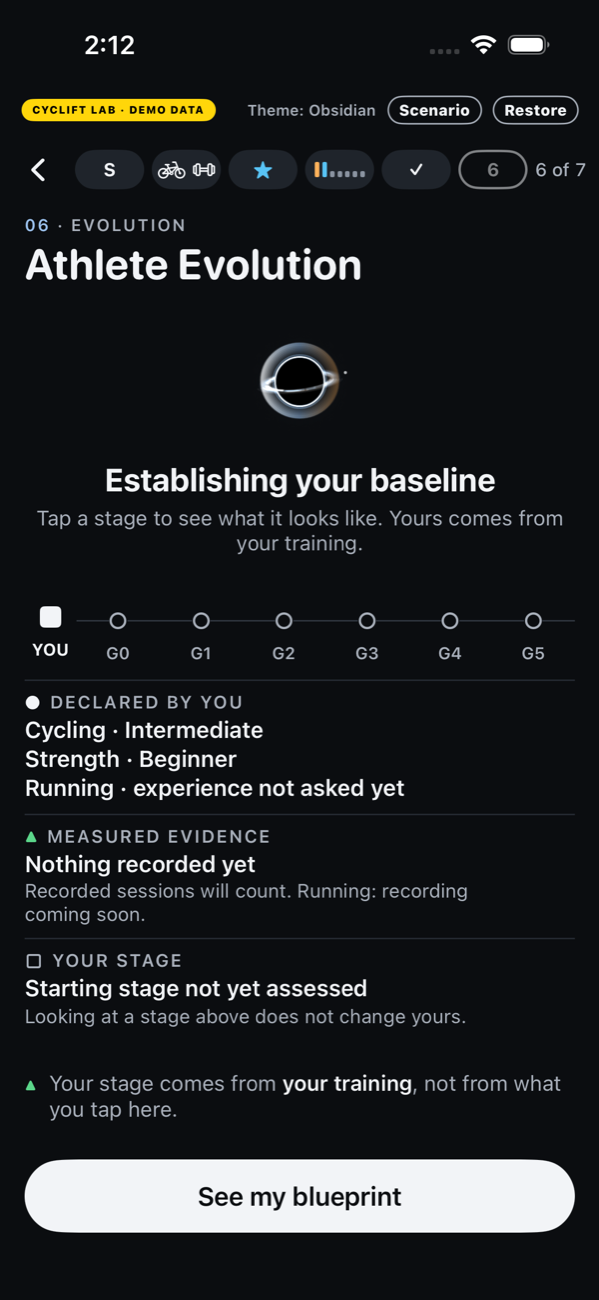 2:12
CYCLIFT LAB · DEMO DATA
Theme: Obsidian
Scenario
Restore
S
6
6 of 7
06 · EVOLUTION
Athlete Evolution
Establishing your baseline
Tap a stage to see what it looks like. Yours comes from
your training.
YOU
G0
G1
G2
G3
G4
G5
DECLARED BY YOU
Cycling · Intermediate
Strength · Beginner
Running · experience not asked yet
MEASURED EVIDENCE
Nothing recorded yet
Recorded sessions will count. Running: recording
coming soon.
YOUR STAGE
Starting stage not yet assessed
Looking at a stage above does not change yours.
Your stage comes from your training, not from what
you tap here.
See my blueprint